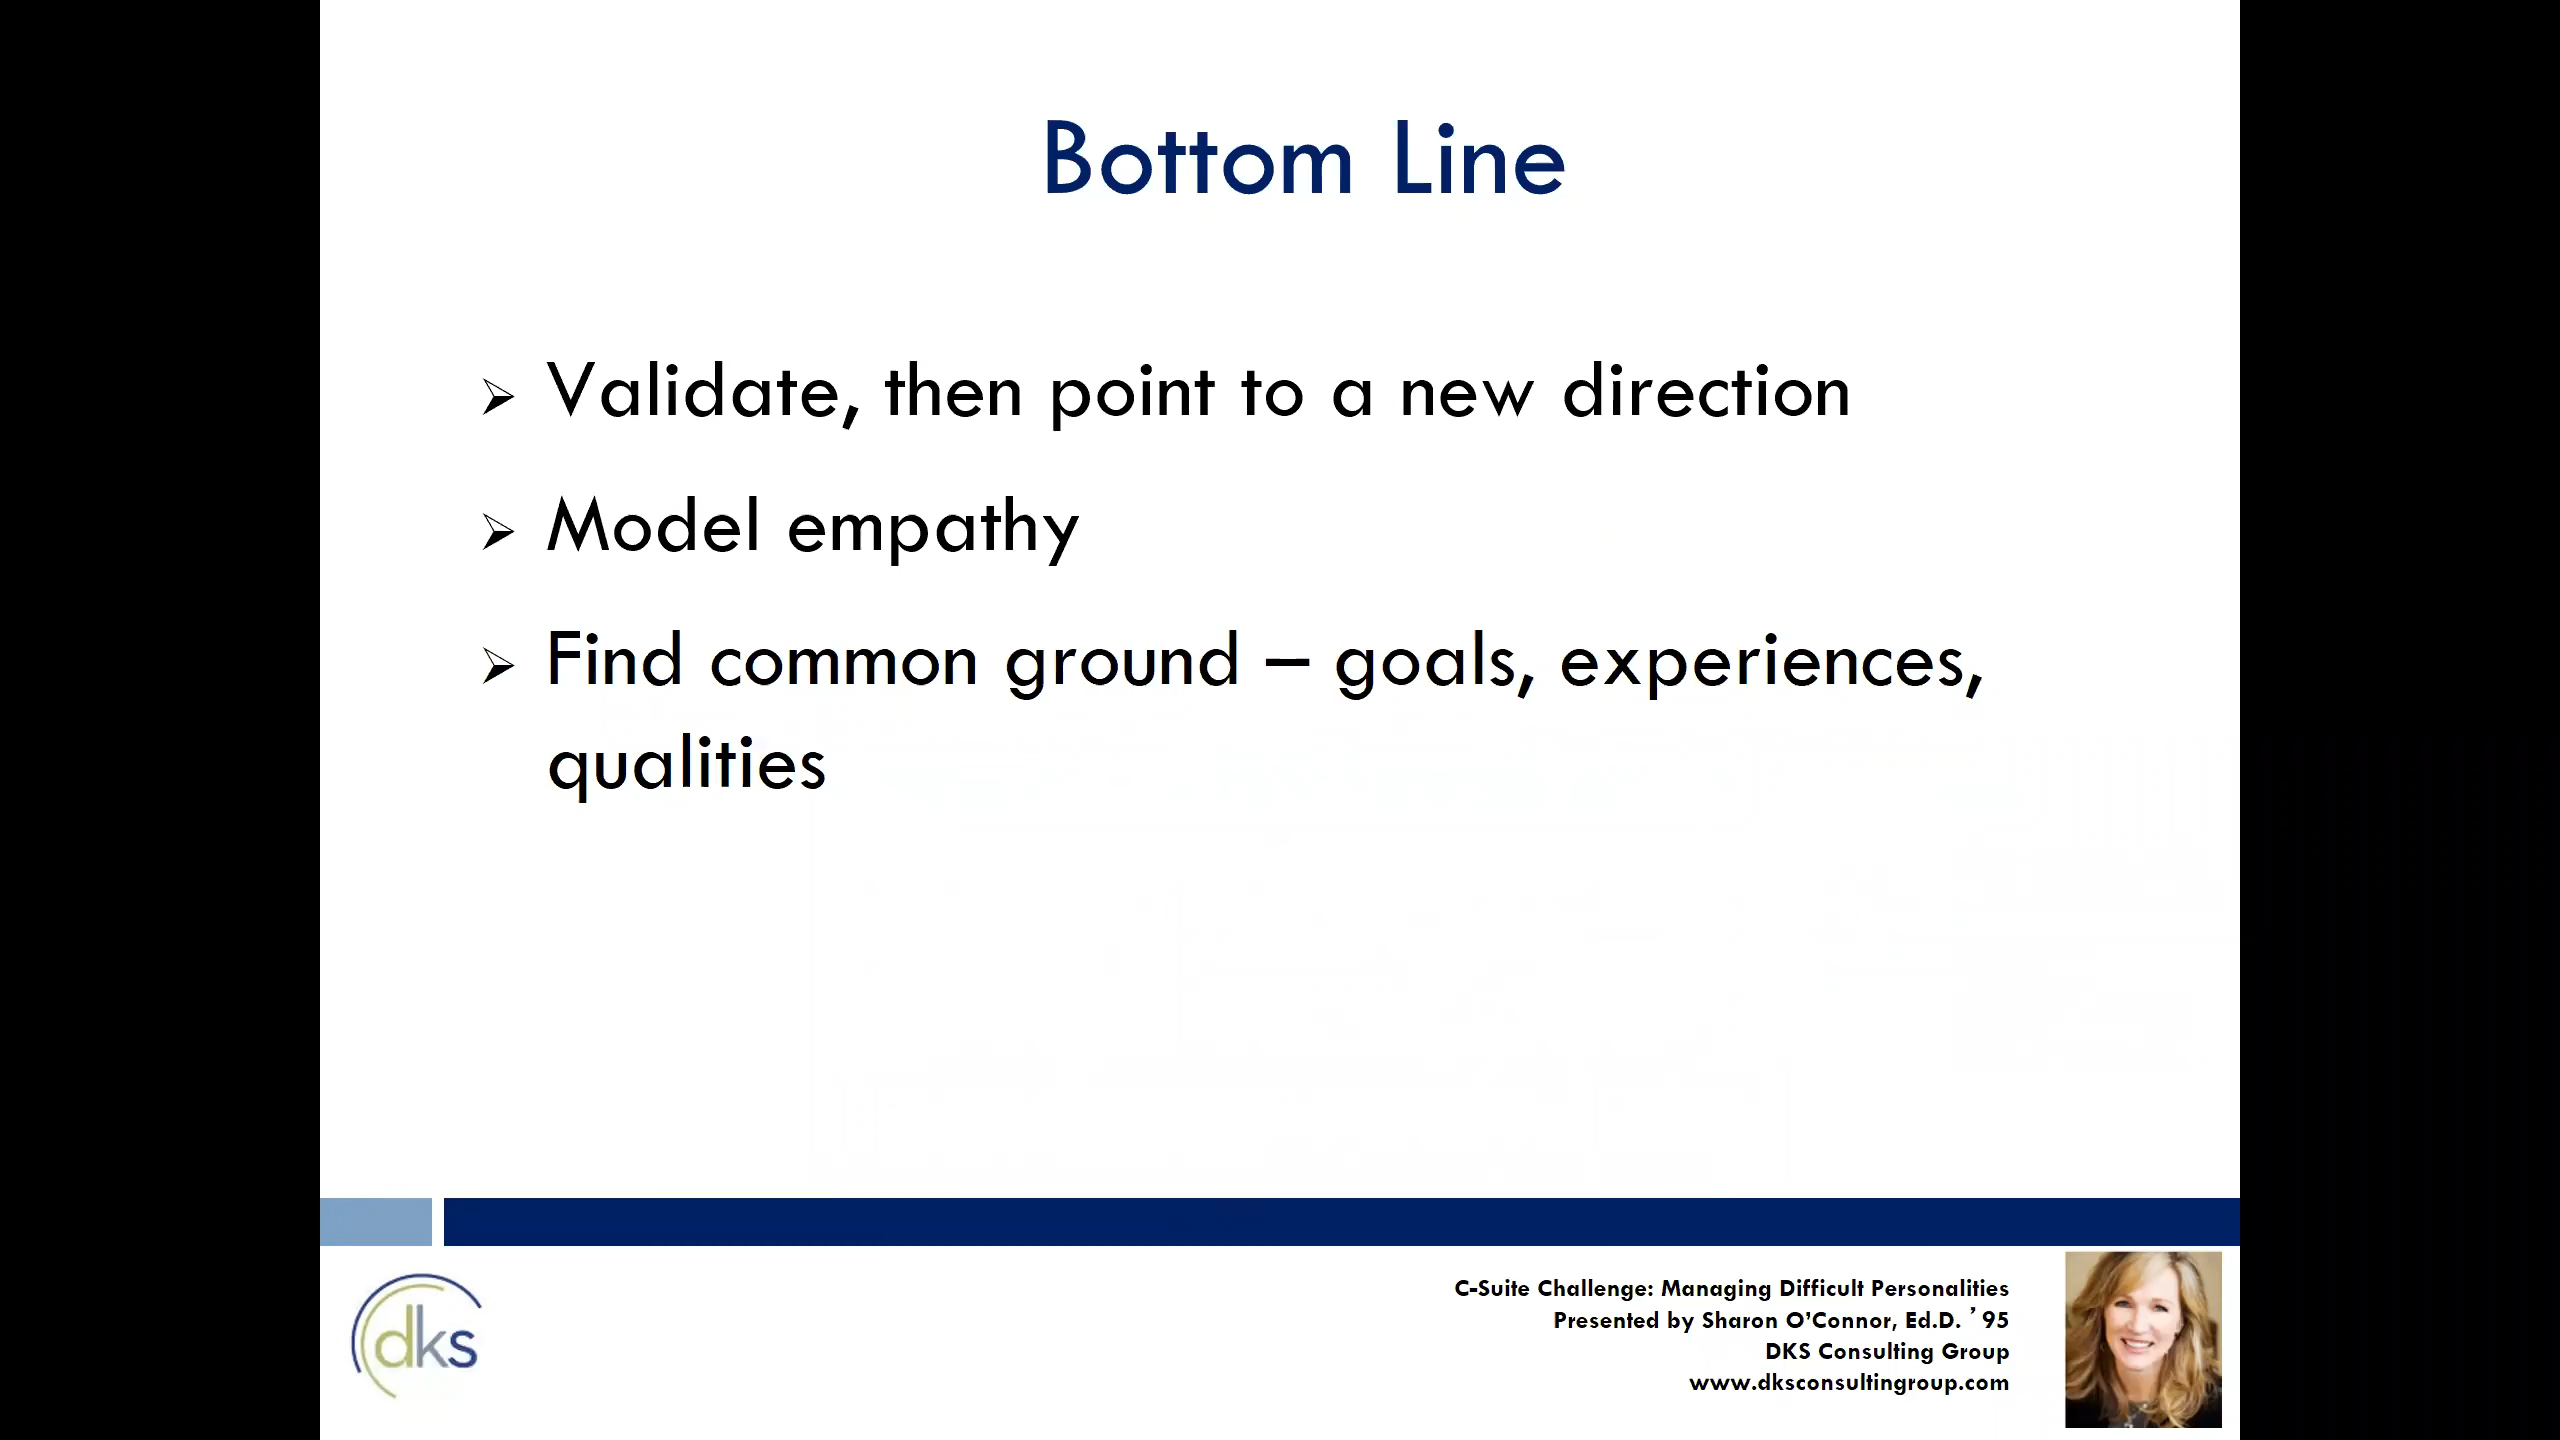 Bottom Line
➢ Validate, then point to a new direction
➢ Model empathy
➢ Find common ground – goals, experiences,
qualities
dks
C-Suite Challenge: Managing Difficult Personalities
Presented by Sharon O’Connor, Ed.D. ’95
DKS Consulting Group
www.dksconsultingroup.com